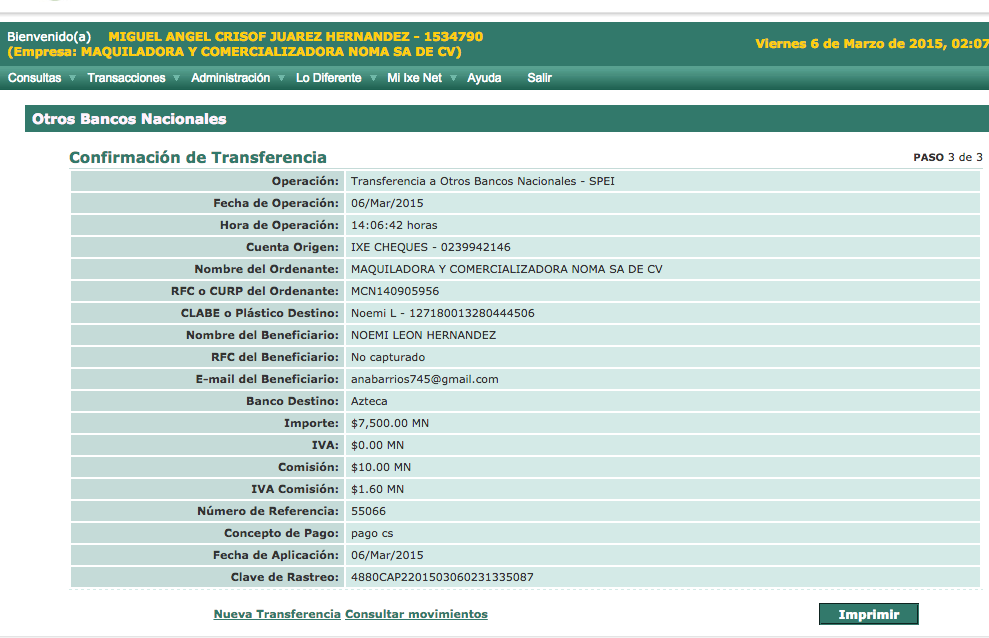 Bienvenido(a) MIGUEL ANGEL CRISOF JUAREZ HERNANDEZ - 1534790
(Empresa: MAQUILADORA Y COMERCIALIZADORA NOMA SA DE CV)
Viernes 6 de Marzo de 2015, 02:07
Consultas Transacciones Administración Lo Diferente Mi Ixe Net Ayuda Salir
Otros Bancos Nacionales
Confirmación de Transferencia PASO 3 de 3
Operación: Transferencia a Otros Bancos Nacionales - SPEI
Fecha de Operación: 06/Mar/2015
Hora de Operación: 14:06:42 horas
Cuenta Origen: IXE CHEQUES - 0239942146
Nombre del Ordenante: MAQUILADORA Y COMERCIALIZADORA NOMA SA DE CV
RFC o CURP del Ordenante: MCN140905956
CLABE o Plástico Destino: Noemi L - 127180013280444506
Nombre del Beneficiario: NOEMI LEON HERNANDEZ
RFC del Beneficiario: No capturado
E-mail del Beneficiario: anabarrios745@gmail.com
Banco Destino: Azteca
Importe: $7,500.00 MN
IVA: $0.00 MN
Comisión: $10.00 MN
IVA Comisión: $1.60 MN
Número de Referencia: 55066
Concepto de Pago: pago cs
Fecha de Aplicación: 06/Mar/2015
Clave de Rastreo: 4880CAP2201503060231335087
Nueva Transferencia Consultar movimientos Imprimir